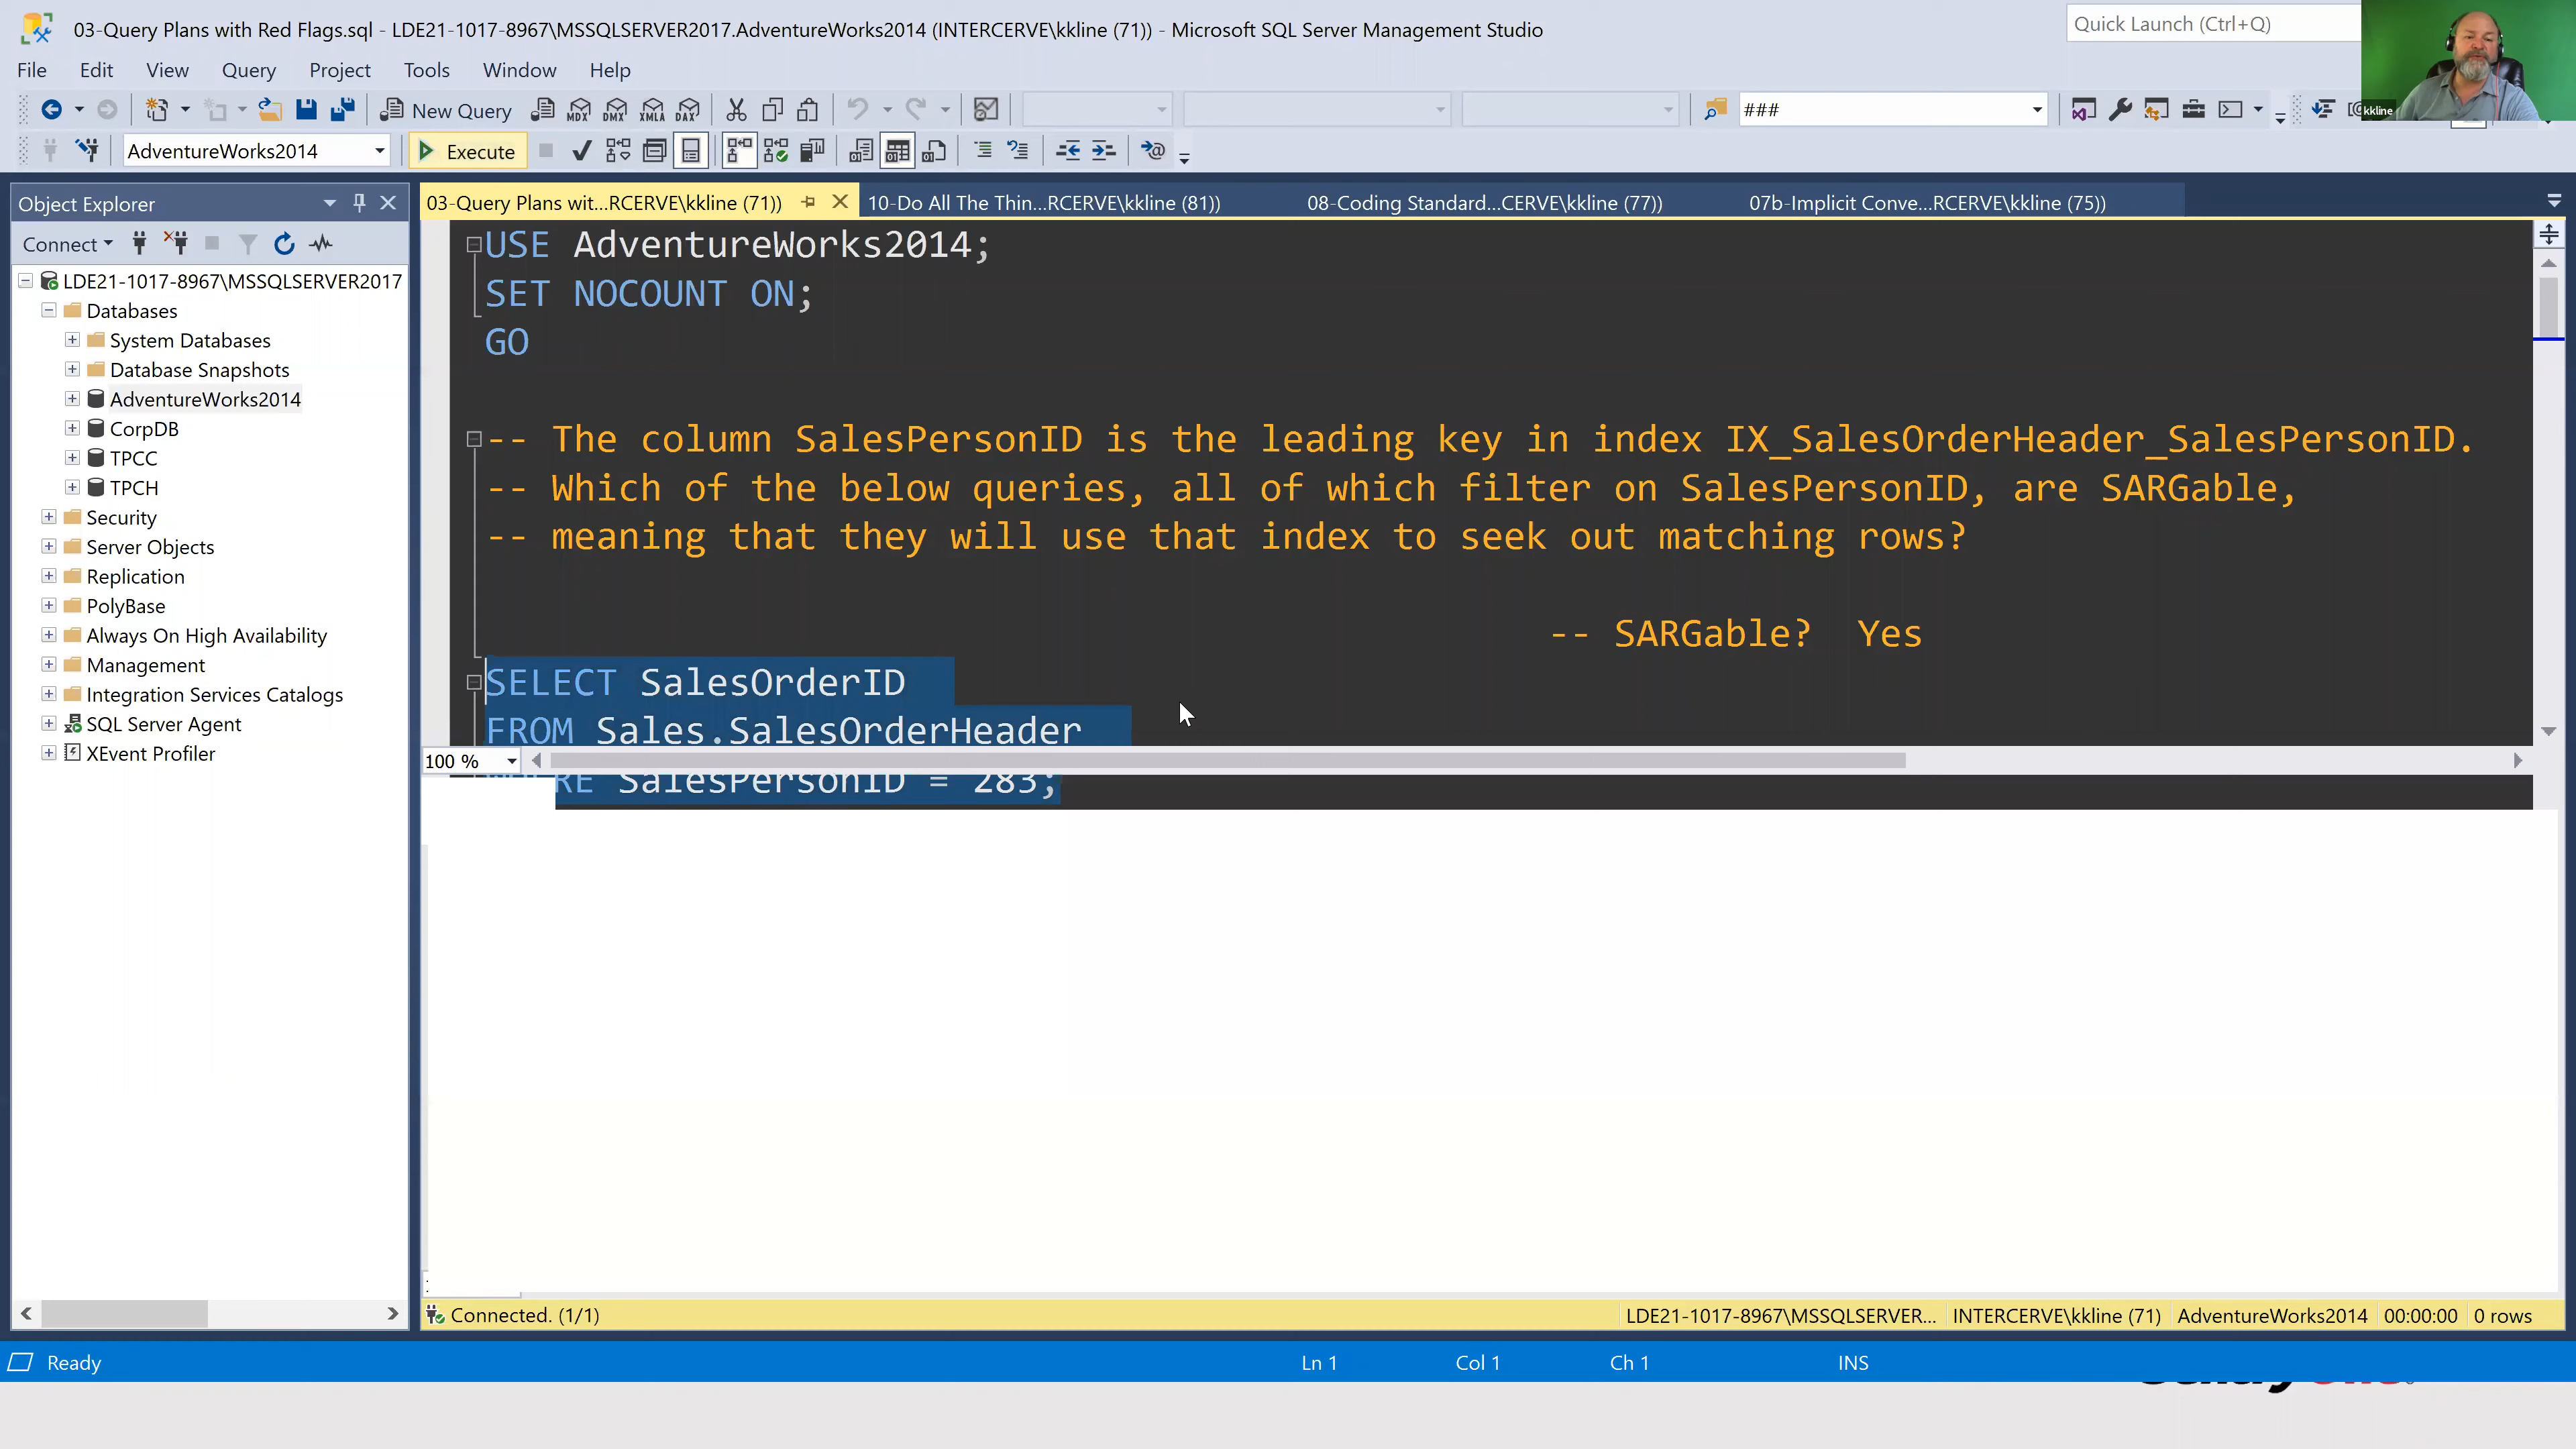 03-Query Plans with Red Flags.sql - LDE21-1017-8967\MSSQLSERVER2017.AdventureWorks2014 (INTERCERVE\kkline (71)) - Microsoft SQL Server Management Studio
Quick Launch (Ctrl+Q)
File Edit View Query Project Tools Window Help
New Query
MDX
DMX
XMLA
DAX
###
kkline
AdventureWorks2014
Execute
Object Explorer
03-Query Plans wit...RCERVE\kkline (71))
10-Do All The Thin...RCERVE\kkline (81))
08-Coding Standard...CERVE\kkline (77))
07b-Implicit Conve...RCERVE\kkline (75))
Connect
LDE21-1017-8967\MSSQLSERVER2017
Databases
System Databases
Database Snapshots
AdventureWorks2014
CorpDB
TPCC
TPCH
Security
Server Objects
Replication
PolyBase
Always On High Availability
Management
Integration Services Catalogs
SQL Server Agent
XEvent Profiler
USE AdventureWorks2014;
SET NOCOUNT ON;
GO
-- The column SalesPersonID is the leading key in index IX_SalesOrderHeader_SalesPersonID.
-- Which of the below queries, all of which filter on SalesPersonID, are SARGable,
-- meaning that they will use that index to seek out matching rows?
-- SARGable? Yes
SELECT SalesOrderID
FROM Sales.SalesOrderHeader
100 %
SalesPersonID = 283;
Connected. (1/1)
LDE21-1017-8967\MSSQLSERVER...
INTERCERVE\kkline (71)
AdventureWorks2014
00:00:00
0 rows
Ready
Ln 1
Col 1
Ch 1
INS